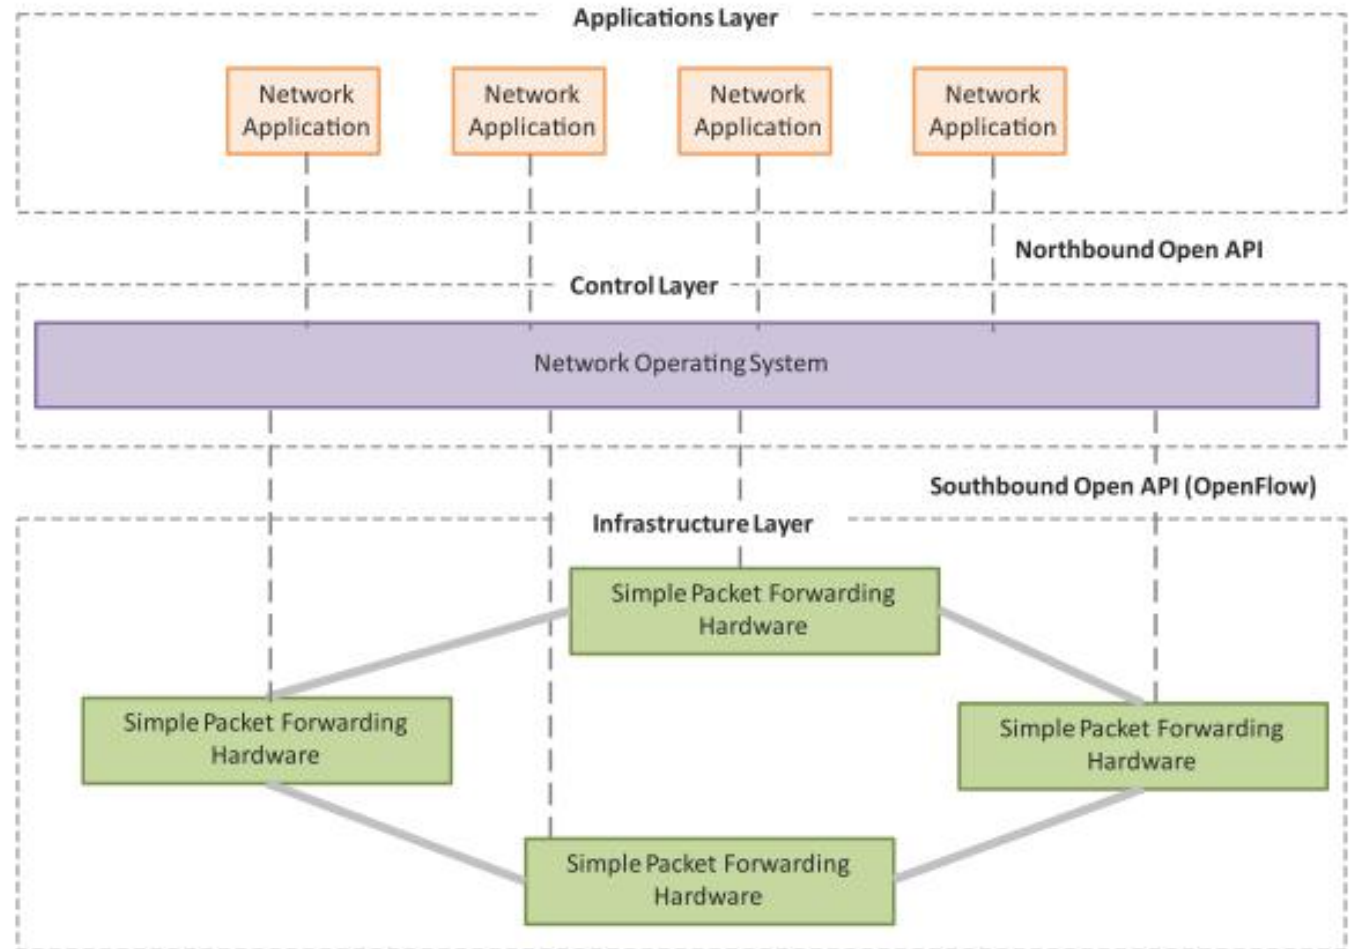 Applications Layer
Network
Application
Network
Application
Network
Application
Network
Application
Northbound Open API
Control Layer
Network Operating System
Southbound Open API (OpenFlow)
Infrastructure Layer
Simple Packet Forwarding
Hardware
Simple Packet Forwarding
Hardware
Simple Packet Forwarding
Hardware
Simple Packet Forwarding
Hardware